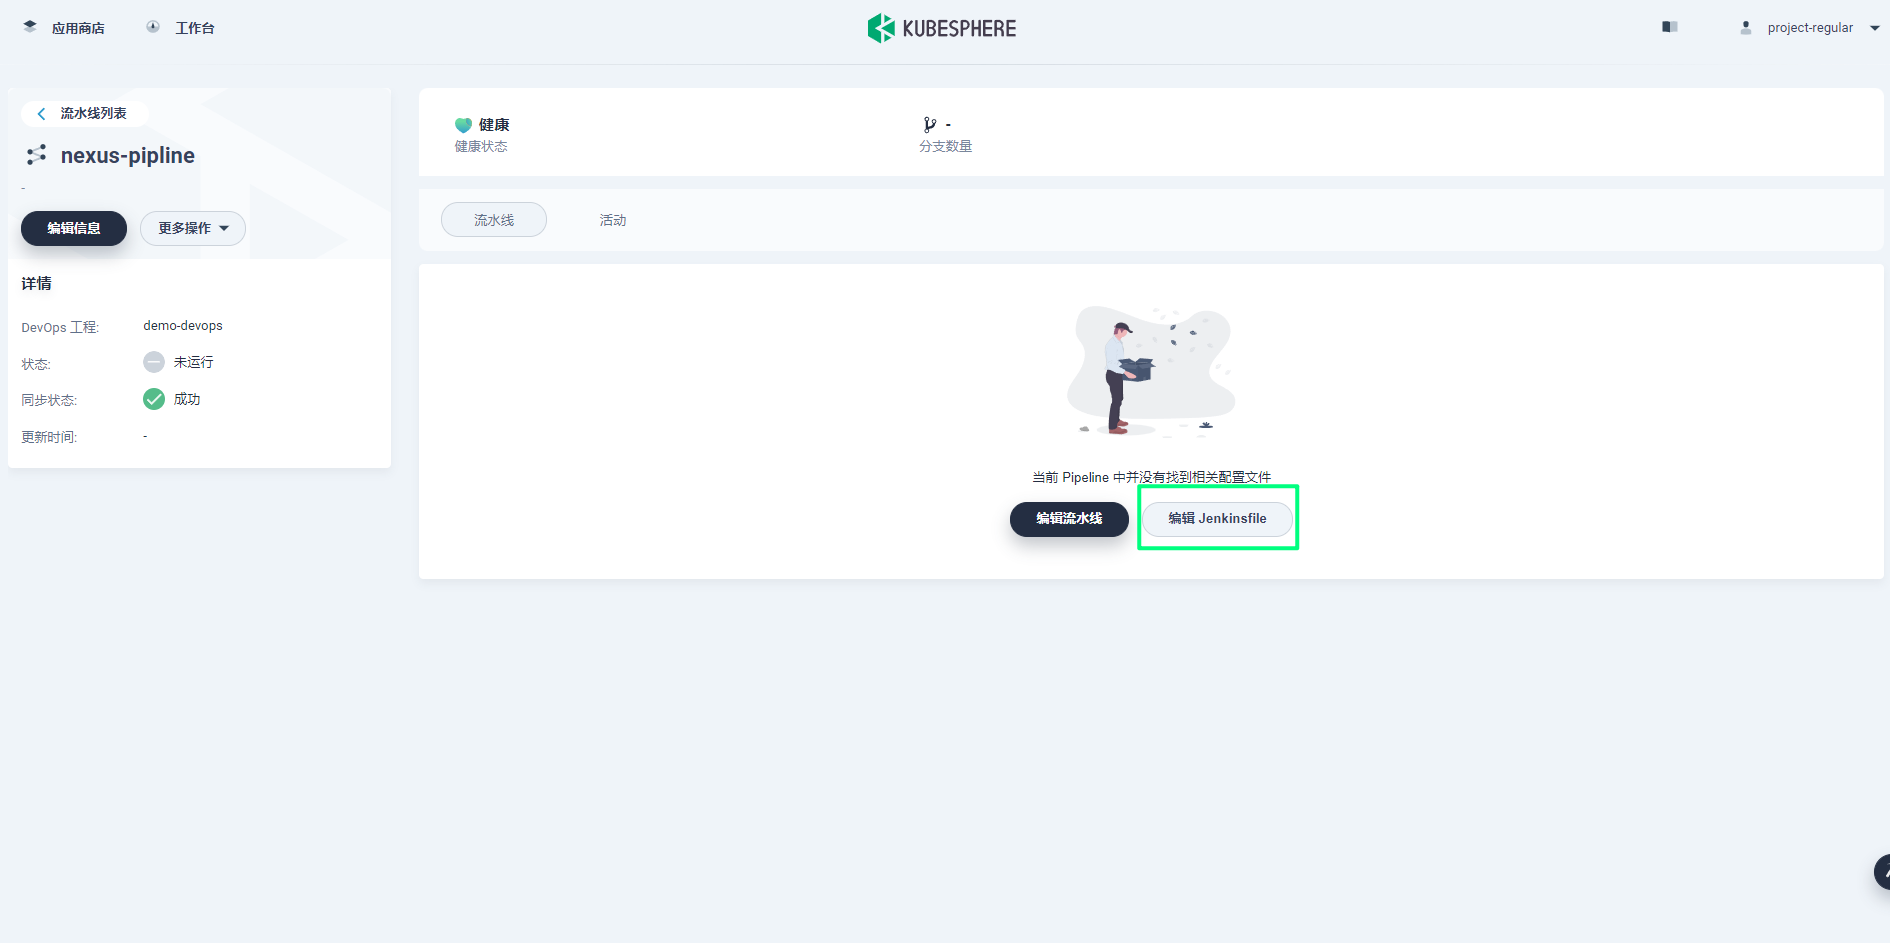 应用商店
工作台
KUBESPHERE
project-regular
流水线列表
nexus-pipline
-
编辑信息
更多操作
详情
DevOps 工程:
demo-devops
状态:
未运行
同步状态:
成功
更新时间:
-
健康
健康状态
-
分支数量
流水线
活动
当前 Pipeline 中并没有找到相关配置文件
编辑流水线
编辑 Jenkinsfile